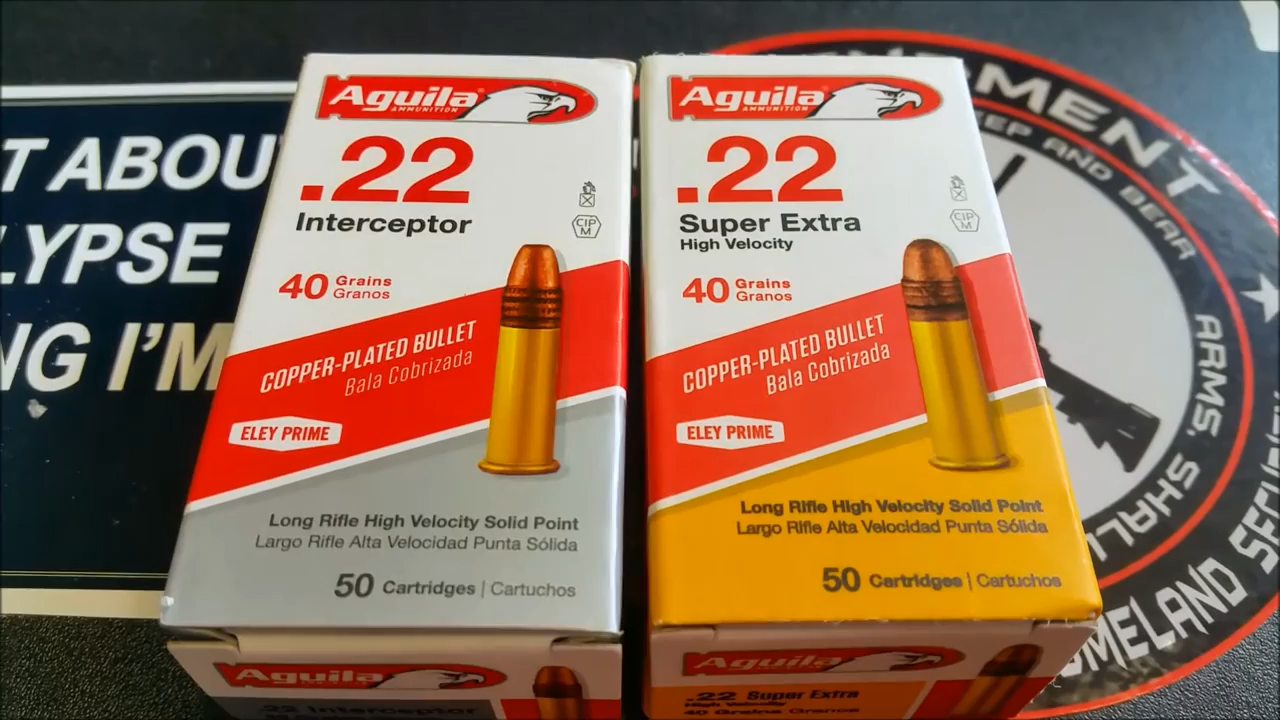 T ABOU
LYPSE
NG I'M
Aguila
AMMUNITION
.22
Interceptor
CIP
M
40 Grains
Granos
COPPER-PLATED BULLET
Bala Cobrizada
ELEY PRIME
Long Rifle High Velocity Solid Point
Largo Rifle Alta Velocidad Punta Sólida
50 Cartridges | Cartuchos
Aguila
.22 Interceptor
Aguila
AMMUNITION
.22
Super Extra
High Velocity
CIP
M
40 Grains
Granos
COPPER-PLATED BULLET
Bala Cobrizada
ELEY PRIME
Long Rifle High Velocity Solid Point
Largo Rifle Alta Velocidad Punta Sólida
50 Cartridges | Cartuchos
Aguila
.22 Super Extra
High Velocity
40 Grains Granos
NDMENT
EEP AND BEAR
ARMS, SHALL
OMELAND SECU